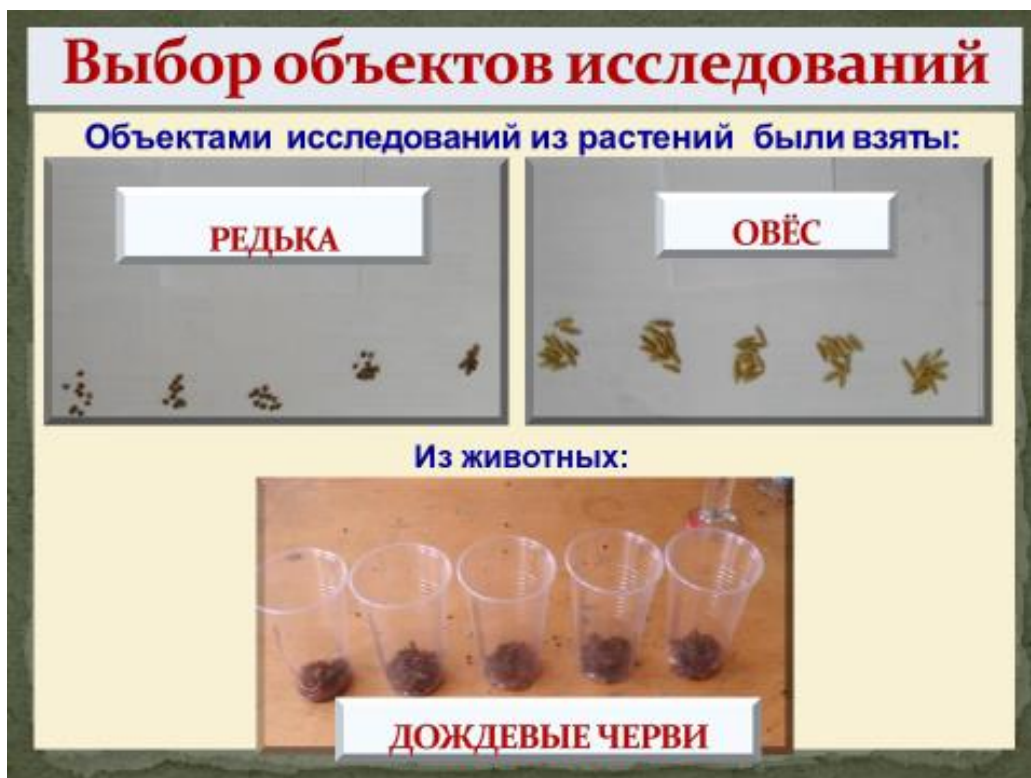 Выбор объектов исследований
Объектами исследований из растений были взяты:
РЕДЬКА
ОВЁС
Из животных:
ДОЖДЕВЫЕ ЧЕРВИ